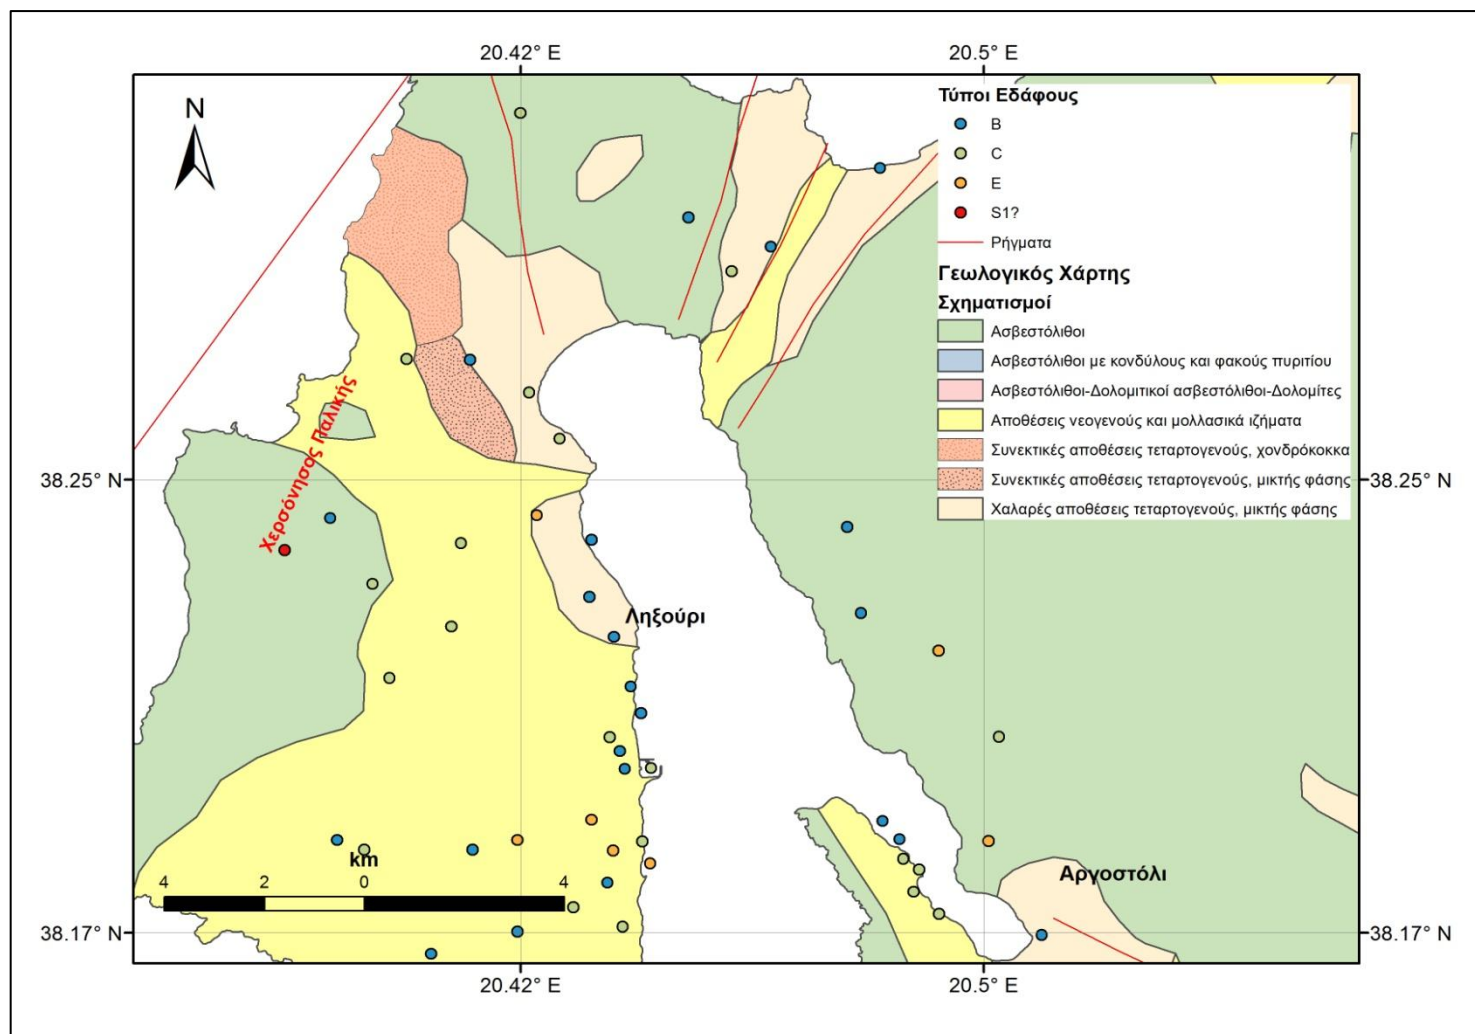 20.42° E
20.5° E
N
Τύποι Εδάφους
B
C
E
S1?
Ρήγματα
Γεωλογικός Χάρτης
Σχηματισμοί
Ασβεστόλιθοι
Ασβεστόλιθοι με κονδύλους και φακούς πυριτίου
Ασβεστόλιθοι-Δολομιτικοί ασβεστόλιθοι-Δολομίτες
Αποθέσεις νεογενούς και μολλασικά ιζήματα
Συνεκτικές αποθέσεις τεταρτογενούς, χονδρόκοκκα
Συνεκτικές αποθέσεις τεταρτογενούς, μικτής φάσης
Χαλαρές αποθέσεις τεταρτογενούς, μικτής φάσης
38.25° N
38.25° N
Χερσόνησος Παλικής
Ληξούρι
Αργοστόλι
km
4 2 0 4
38.17° N
38.17° N
20.42° E
20.5° E